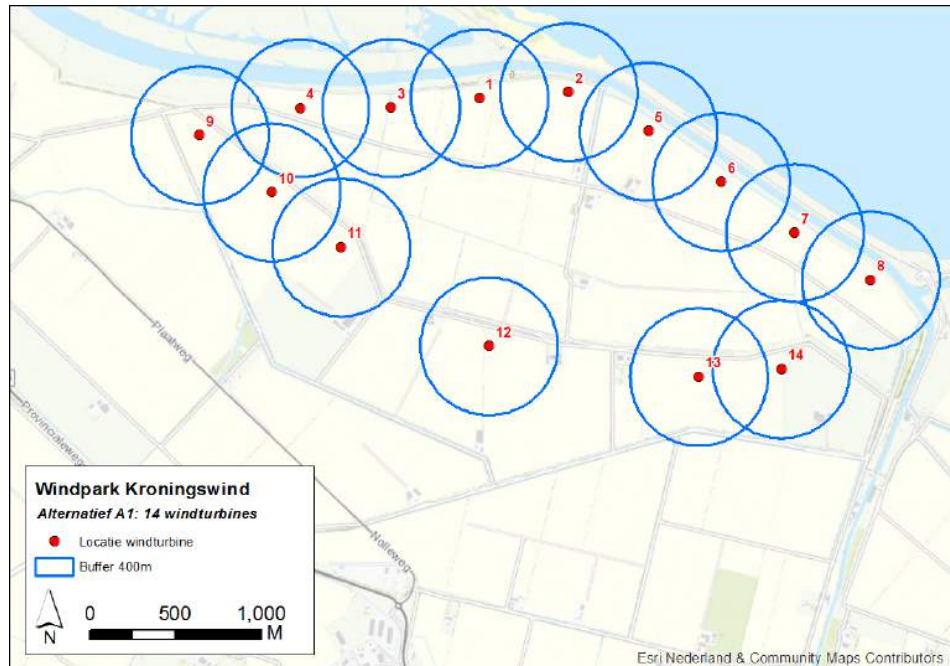 1
2
4
3
5
9
6
10
7
11
8
12
14
13
Plaatweg
Provincialeweg
Nolleweg
Windpark Kroningswind
Alternatief A1: 14 windturbines
Locatie windturbine
Buffer 400m
0 500 1,000
M
N
Esri Nederland & Community Maps Contributors